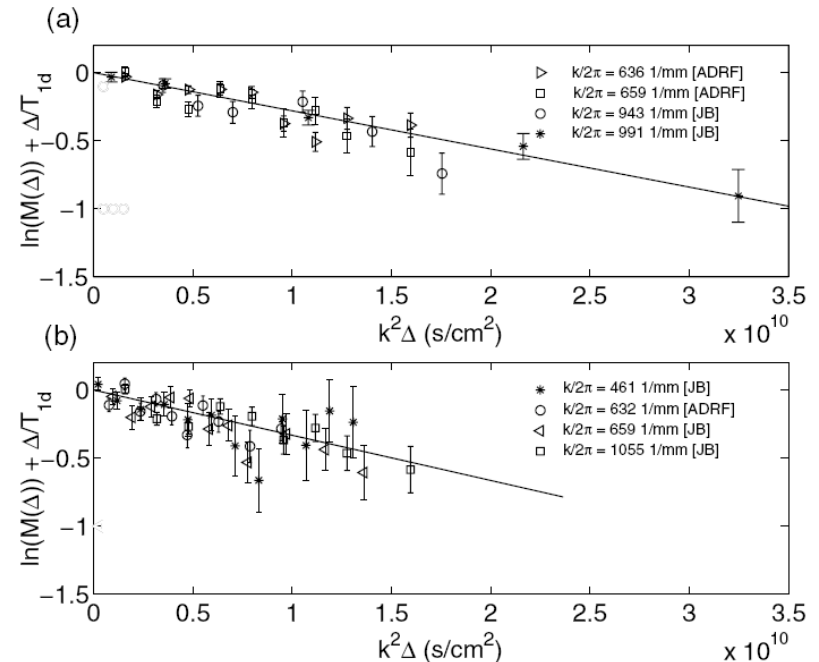 (a)
0
−0.5
−1
−1.5
ln(M(Δ)) + Δ/T1d
k/2π = 636 1/mm [ADRF]
k/2π = 659 1/mm [ADRF]
k/2π = 943 1/mm [JB]
k/2π = 991 1/mm [JB]
0 0.5 1 1.5 2 2.5 3 3.5
k²Δ (s/cm²)
x 10¹⁰
(b)
0
−0.5
−1
−1.5
ln(M(Δ)) + Δ/T1d
k/2π = 461 1/mm [JB]
k/2π = 632 1/mm [ADRF]
k/2π = 659 1/mm [JB]
k/2π = 1055 1/mm [JB]
0 0.5 1 1.5 2 2.5 3 3.5
k²Δ (s/cm²)
x 10¹⁰